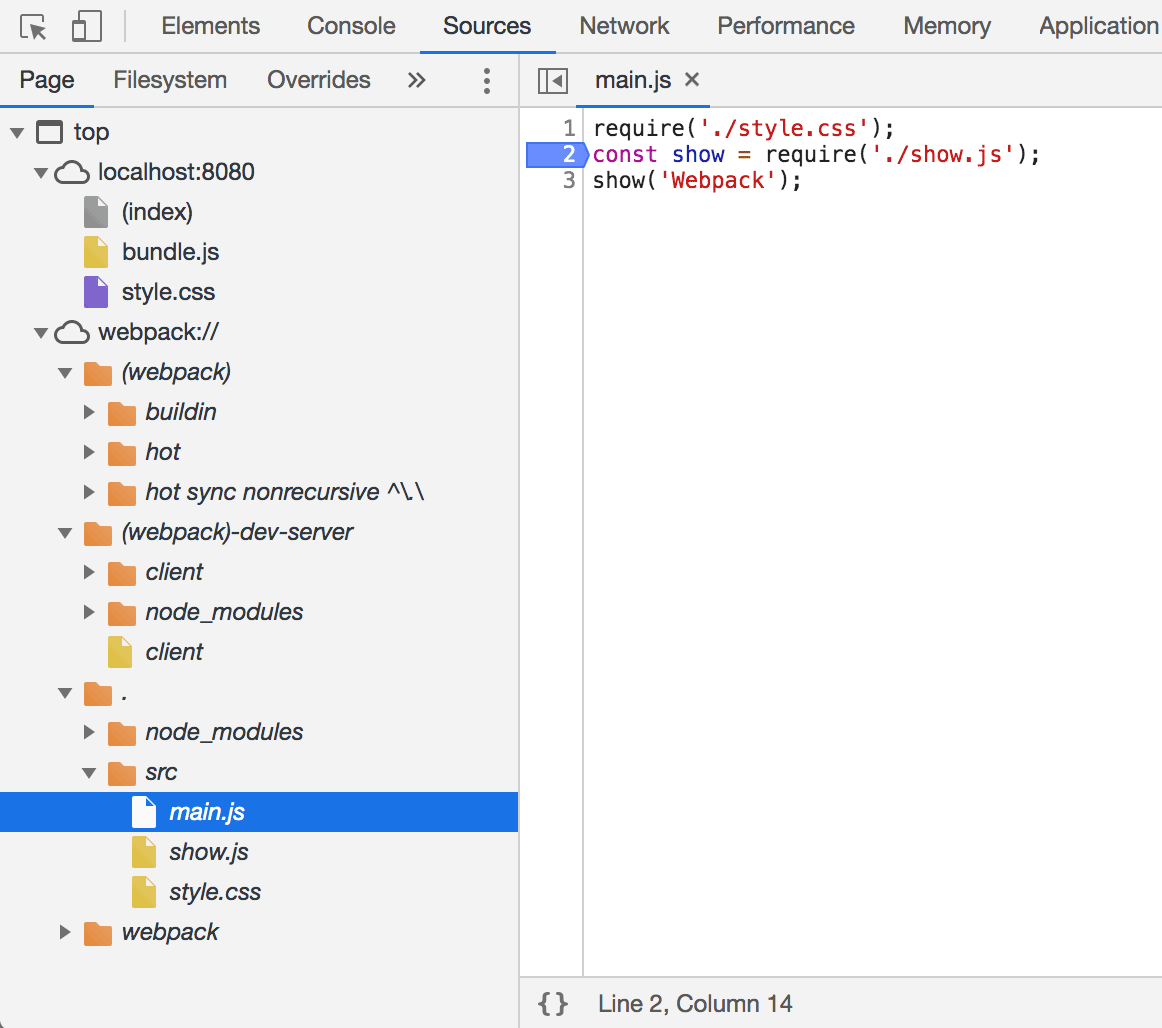 Elements Console Sources Network Performance Memory Application
Page Filesystem Overrides » main.js ×
top
localhost:8080
(index)
bundle.js
style.css
webpack://
(webpack)
buildin
hot
hot sync nonrecursive ^\.\
(webpack)-dev-server
client
node_modules
client
.
node_modules
src
main.js
show.js
style.css
webpack
1 require('./style.css');
2 const show = require('./show.js');
3 show('Webpack');
{} Line 2, Column 14